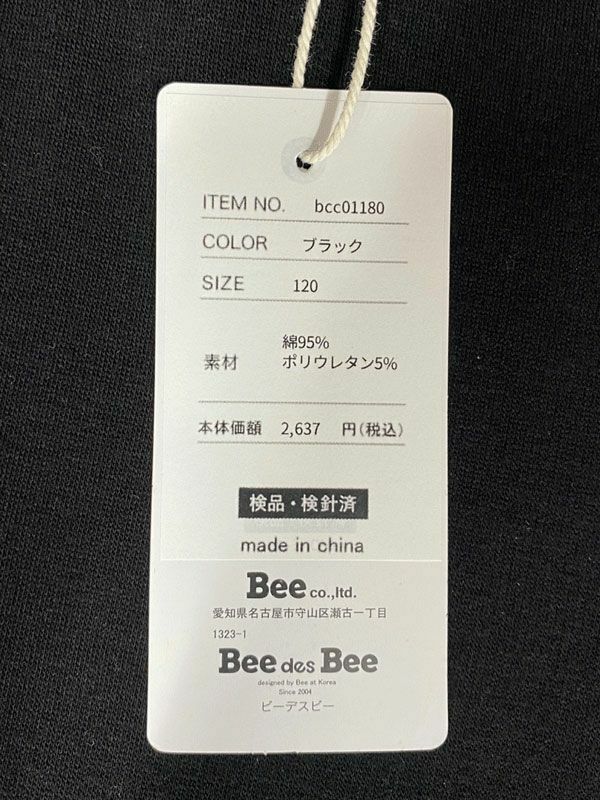 ITEM NO. bcc01180
COLOR ブラック
SIZE 120
綿95%
素材 ポリウレタン5%
本体価額 2,637 円(税込)
検品・検針済
made in china
Bee co.,ltd.
愛知県名古屋市守山区瀬古一丁目
1323-1
Bee des Bee
designed by Bee at Korea
Since 2004
ビーデスビー